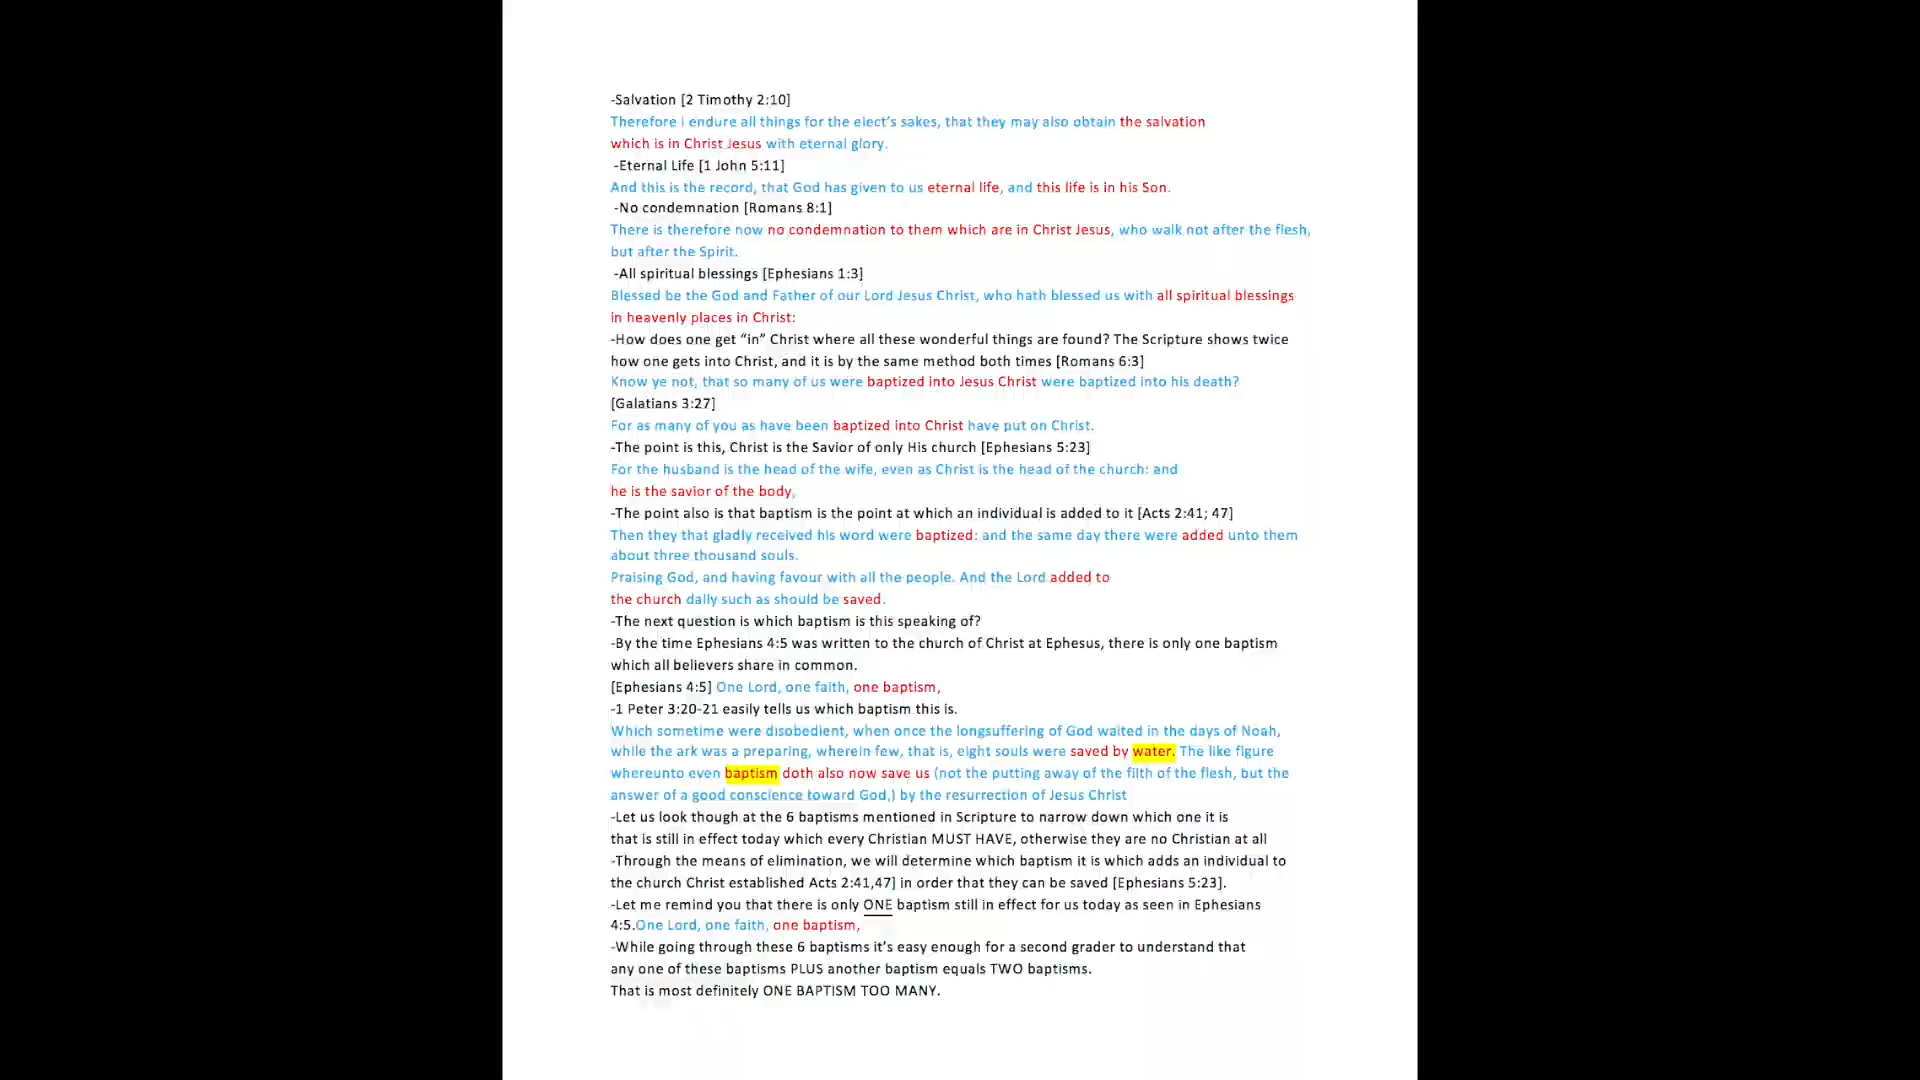 -Salvation [2 Timothy 2:10]
Therefore I endure all things for the elect's sakes, that they may also obtain the salvation
which is in Christ Jesus with eternal glory.
-Eternal Life [1 John 5:11]
And this is the record, that God has given to us eternal life, and this life is in his Son.
-No condemnation [Romans 8:1]
There is therefore now no condemnation to them which are in Christ Jesus, who walk not after the flesh,
but after the Spirit.
-All spiritual blessings [Ephesians 1:3]
Blessed be the God and Father of our Lord Jesus Christ, who hath blessed us with all spiritual blessings
in heavenly places in Christ:
-How does one get “in” Christ where all these wonderful things are found? The Scripture shows twice
how one gets into Christ, and it is by the same method both times [Romans 6:3]
Know ye not, that so many of us were baptized into Jesus Christ were baptized into his death?
[Galatians 3:27]
For as many of you as have been baptized into Christ have put on Christ.
-The point is this, Christ is the Savior of only His church [Ephesians 5:23]
For the husband is the head of the wife, even as Christ is the head of the church: and
he is the savior of the body,
-The point also is that baptism is the point at which an individual is added to it [Acts 2:41; 47]
Then they that gladly received his word were baptized: and the same day there were added unto them
about three thousand souls.
Praising God, and having favour with all the people. And the Lord added to
the church daily such as should be saved.
-The next question is which baptism is this speaking of?
-By the time Ephesians 4:5 was written to the church of Christ at Ephesus, there is only one baptism
which all believers share in common.
[Ephesians 4:5] One Lord, one faith, one baptism,
-1 Peter 3:20-21 easily tells us which baptism this is.
Which sometime were disobedient, when once the longsuffering of God waited in the days of Noah,
while the ark was a preparing, wherein few, that is, eight souls were saved by water. The like figure
whereunto even baptism doth also now save us (not the putting away of the filth of the flesh, but the
answer of a good conscience toward God,) by the resurrection of Jesus Christ
-Let us look though at the 6 baptisms mentioned in Scripture to narrow down which one it is
that is still in effect today which every Christian MUST HAVE, otherwise they are no Christian at all
-Through the means of elimination, we will determine which baptism it is which adds an individual to
the church Christ established Acts 2:41,47] in order that they can be saved [Ephesians 5:23].
-Let me remind you that there is only ONE baptism still in effect for us today as seen in Ephesians
4:5.One Lord, one faith, one baptism,
-While going through these 6 baptisms it's easy enough for a second grader to understand that
any one of these baptisms PLUS another baptism equals TWO baptisms.
That is most definitely ONE BAPTISM TOO MANY.